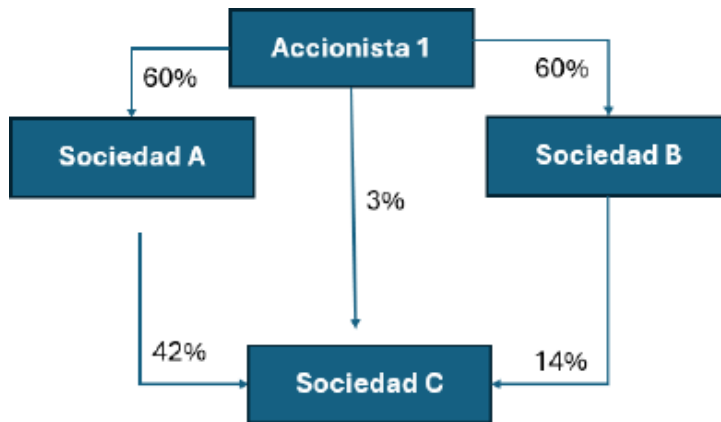 Accionista 1
60%
60%
Sociedad A
Sociedad B
3%
42%
14%
Sociedad C